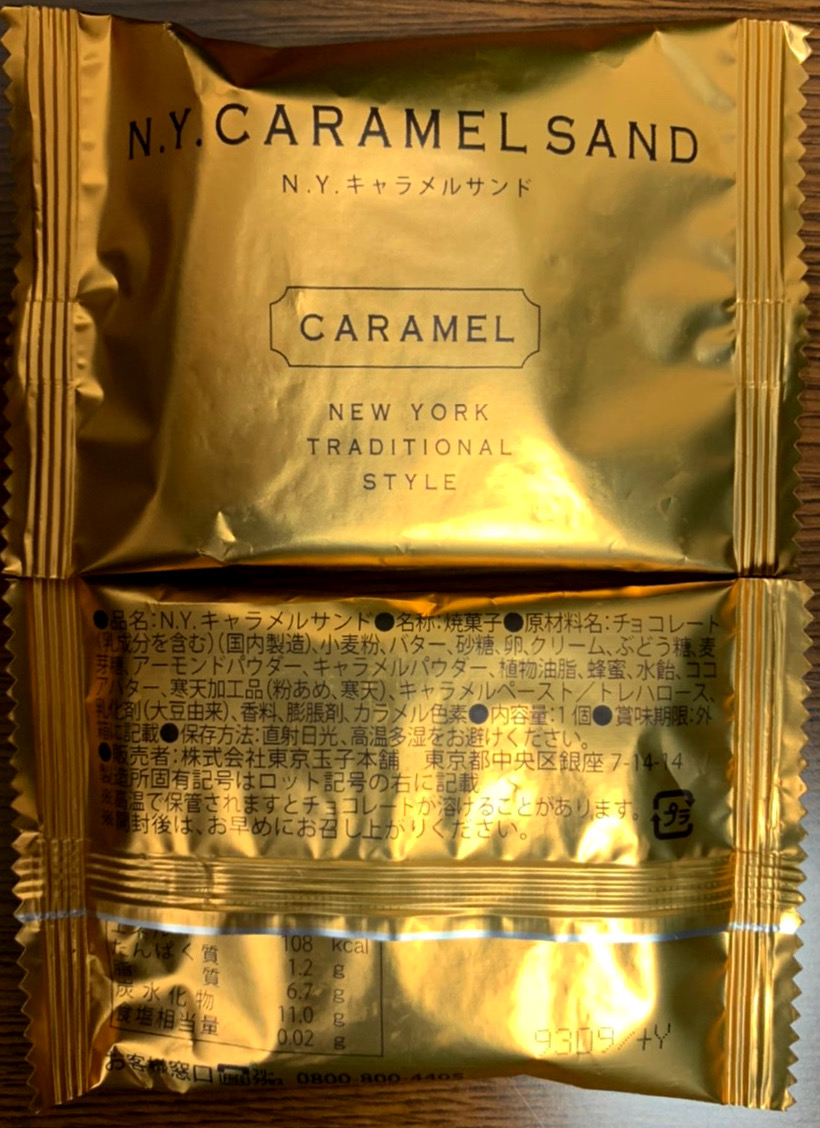 N.Y. CARAMEL SAND
N.Y.キャラメルサンド
CARAMEL
NEW YORK
TRADITIONAL
STYLE
●品名:N.Y.キャラメルサンド●名称:焼菓子●原材料名:チョコレート
(乳成分を含む)(国内製造)、小麦粉、バター、砂糖、卵、クリーム、ぶどう糖、麦
芽糖、アーモンドパウダー、キャラメルパウダー、植物油脂、蜂蜜、水飴、ココ
アバター、寒天加工品(粉あめ、寒天)、キャラメルペースト/トレハロース、
乳化剤(大豆由来)、香料、膨脹剤、カラメル色素●内容量:1個●賞味期限:外
箱に記載●保存方法:直射日光、高温多湿をお避けください。
●販売者:株式会社東京玉子本舗 東京都中央区銀座7-14-14
製造所固有記号はロット記号の右に記載
※高温で保管されますとチョコレートが溶けることがあります。
※開封後は、お早めにお召し上がりください。
プラ
108 kcal
たんぱく質 1.2 g
脂質 6.7 g
炭水化物 11.0 g
食塩相当量 0.02 g
9309/+Y
お客様窓口 0800-800-4405